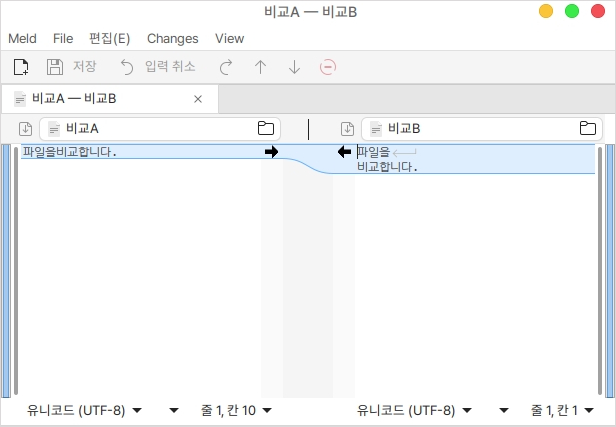 비교A — 비교B
Meld File 편집(E) Changes View
저장 입력 취소
비교A — 비교B
비교A 비교B
파일을비교합니다. 파일을
비교합니다.
유니코드 (UTF-8) 줄 1, 칸 10 유니코드 (UTF-8) 줄 1, 칸 1